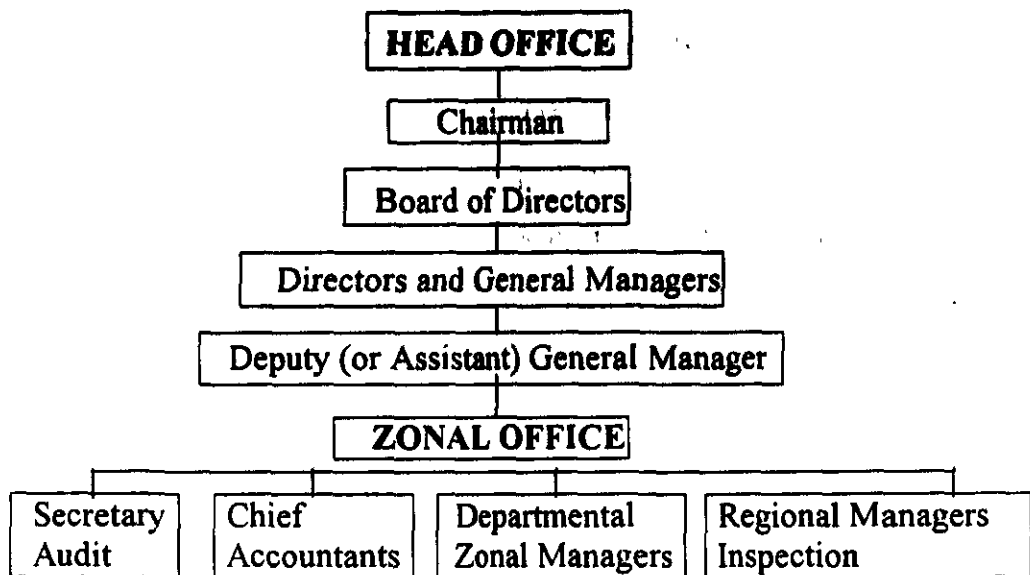 HEAD OFFICE
Chairman
Board of Directors
Directors and General Managers
Deputy (or Assistant) General Manager
ZONAL OFFICE
Secretary
Audit
Chief
Accountants
Departmental
Zonal Managers
Regional Managers
Inspection